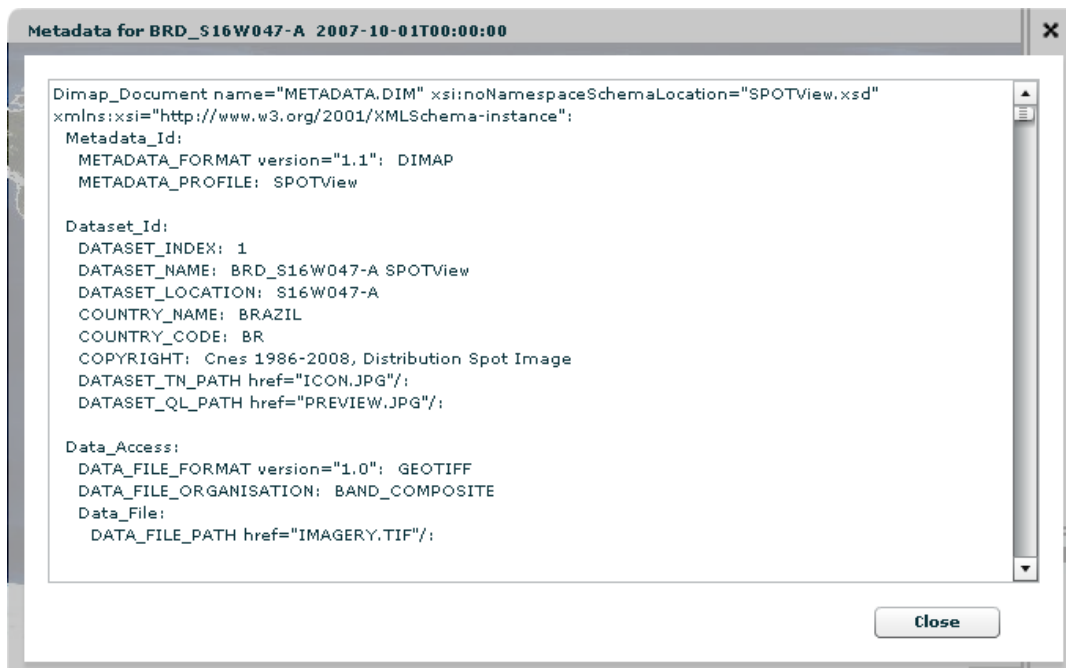 Metadata for BRD_S16W047-A 2007-10-01T00:00:00
Dimap_Document name="METADATA.DIM" xsi:noNamespaceSchemaLocation="SPOTView.xsd"
xmlns:xsi="http://www.w3.org/2001/XMLSchema-instance":
Metadata_Id:
METADATA_FORMAT version="1.1": DIMAP
METADATA_PROFILE: SPOTView
Dataset_Id:
DATASET_INDEX: 1
DATASET_NAME: BRD_S16W047-A SPOTView
DATASET_LOCATION: S16W047-A
COUNTRY_NAME: BRAZIL
COUNTRY_CODE: BR
COPYRIGHT: Cnes 1986-2008, Distribution Spot Image
DATASET_TN_PATH href="ICON.JPG"/:
DATASET_QL_PATH href="PREVIEW.JPG"/:
Data_Access:
DATA_FILE_FORMAT version="1.0": GEOTIFF
DATA_FILE_ORGANISATION: BAND_COMPOSITE
Data_File:
DATA_FILE_PATH href="IMAGERY.TIF"/:
Close